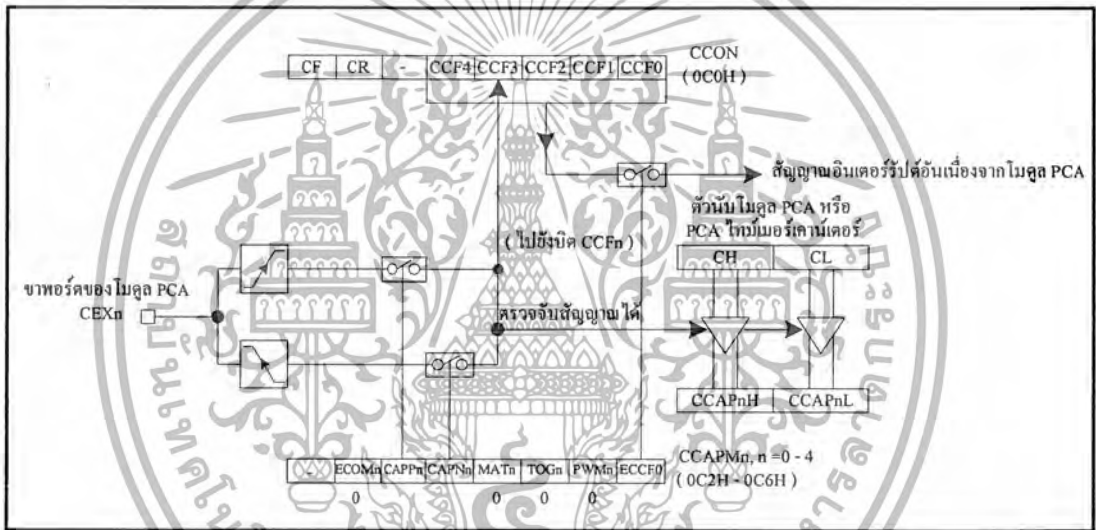 CF CR - CCF4 CCF3 CCF2 CCF1 CCF0
CCON
( 0C0H )
สัญญาณอินเตอร์รัปต์อันเนื่องจากโมดูล PCA
ตัวนับโมดูล PCA หรือ
PCA ไทม์เมอร์เคาน์เตอร์
( ไปยังบิต CCFn )
CH CL
ขาพอร์ตของโมดูล PCA
CEXn
ตรวจจับสัญญาณได้
CCAPnH CCAPnL
- ECOMn CAPPn CAPNn MATn TOGn PWMn ECCF0
0 0 0 0
CCAPMn, n =0 - 4
( 0C2H - 0C6H )